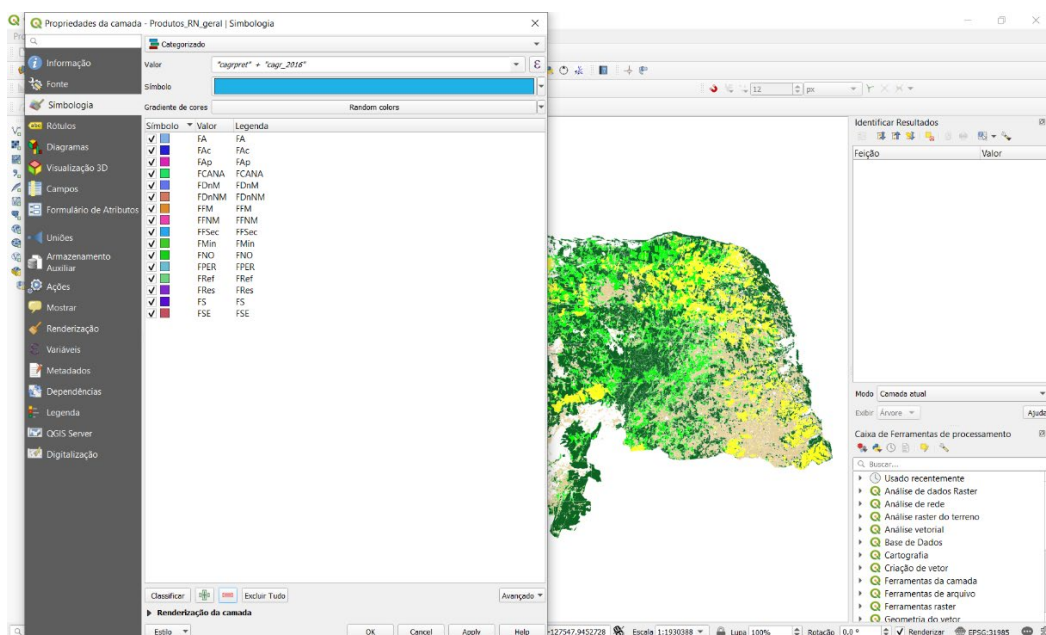 Propriedades da camada - Produtos_RN_geral | Simbologia
Informação
Fonte
Simbologia
Rótulos
Diagramas
Visualização 3D
Campos
Formulário de Atributos
Uniões
Armazenamento
Auxiliar
Ações
Mostrar
Renderização
Variáveis
Metadados
Dependências
Legenda
QGIS Server
Digitalização
Categorizado
Valor "cagrpret" + "cagr_2016" ε
Símbolo
Gradiente de cores Random colors
Símbolo Valor Legenda
FA FA
FAc FAc
FAp FAp
FCANA FCANA
FDnM FDnM
FDnNM FDnNM
FFM FFM
FFNM FFNM
FFSec FFSec
FMin FMin
FNO FNO
FPER FPER
FRef FRef
FRes FRes
FS FS
FSE FSE
Classificar Excluir Tudo Avançado
Renderização da camada
Estilo OK Cancel Apply Help
12 px
Identificar Resultados
Feição Valor
Modo Camada atual
Exibir Árvore Ajuda
Caixa de Ferramentas de processamento
Buscar...
Usado recentemente
Análise de dados Raster
Análise de rede
Análise raster do terreno
Análise vetorial
Base de Dados
Cartografia
Criação de vetor
Ferramentas da camada
Ferramentas de arquivo
Ferramentas raster
Geometria do vetor
127547.9452728 Escala 1:1930388 Lupa 100% Rotação 0,0 ° Renderizar EPSG:31985